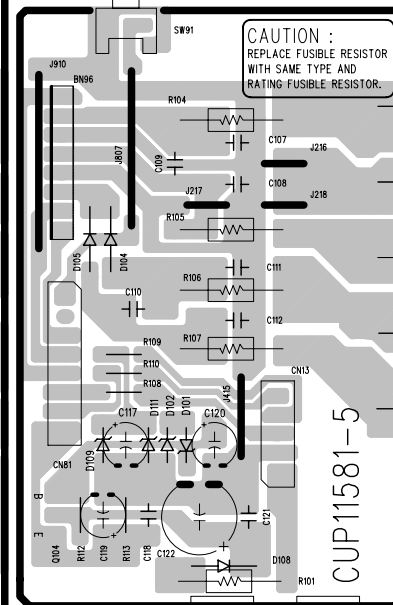 SW91
CAUTION :
REPLACE FUSIBLE RESISTOR
WITH SAME TYPE AND
RATING FUSIBLE RESISTOR.
J910
BN96
R104
J807
C109
C107
J216
C108
J217
J218
R105
D105
D104
C111
R106
C110
C112
R107
R109
R110
R108
J415
CN13
C117
D111
D102
D101
C120
D109
CN81
CUP11581-5
B
E
Q104
R112
C119
R113
C118
C122
C121
D108
R101